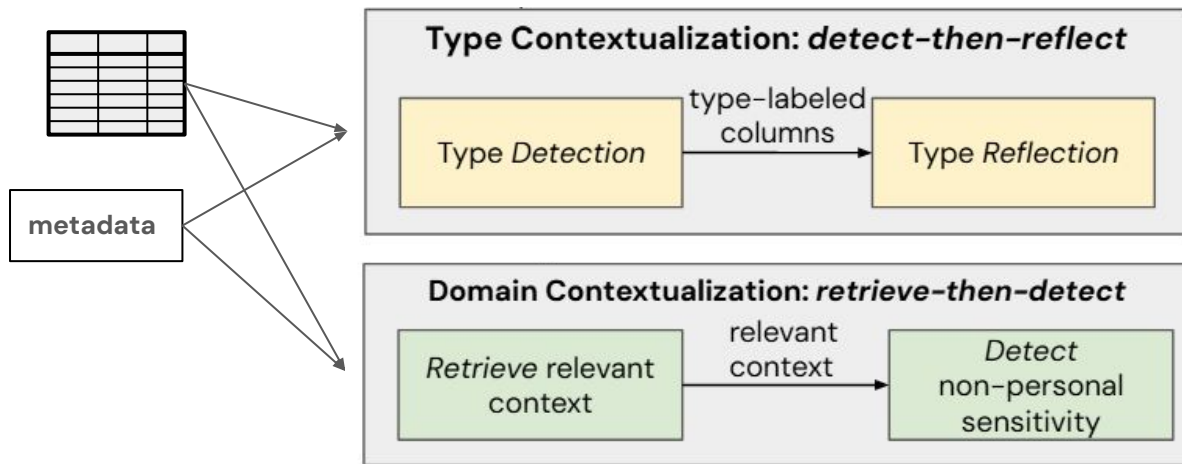 Type Contextualization: detect-then-reflect
type-labeled
columns
Type Detection
Type Reflection
metadata
Domain Contextualization: retrieve-then-detect
relevant
context
Retrieve relevant
context
Detect
non-personal
sensitivity